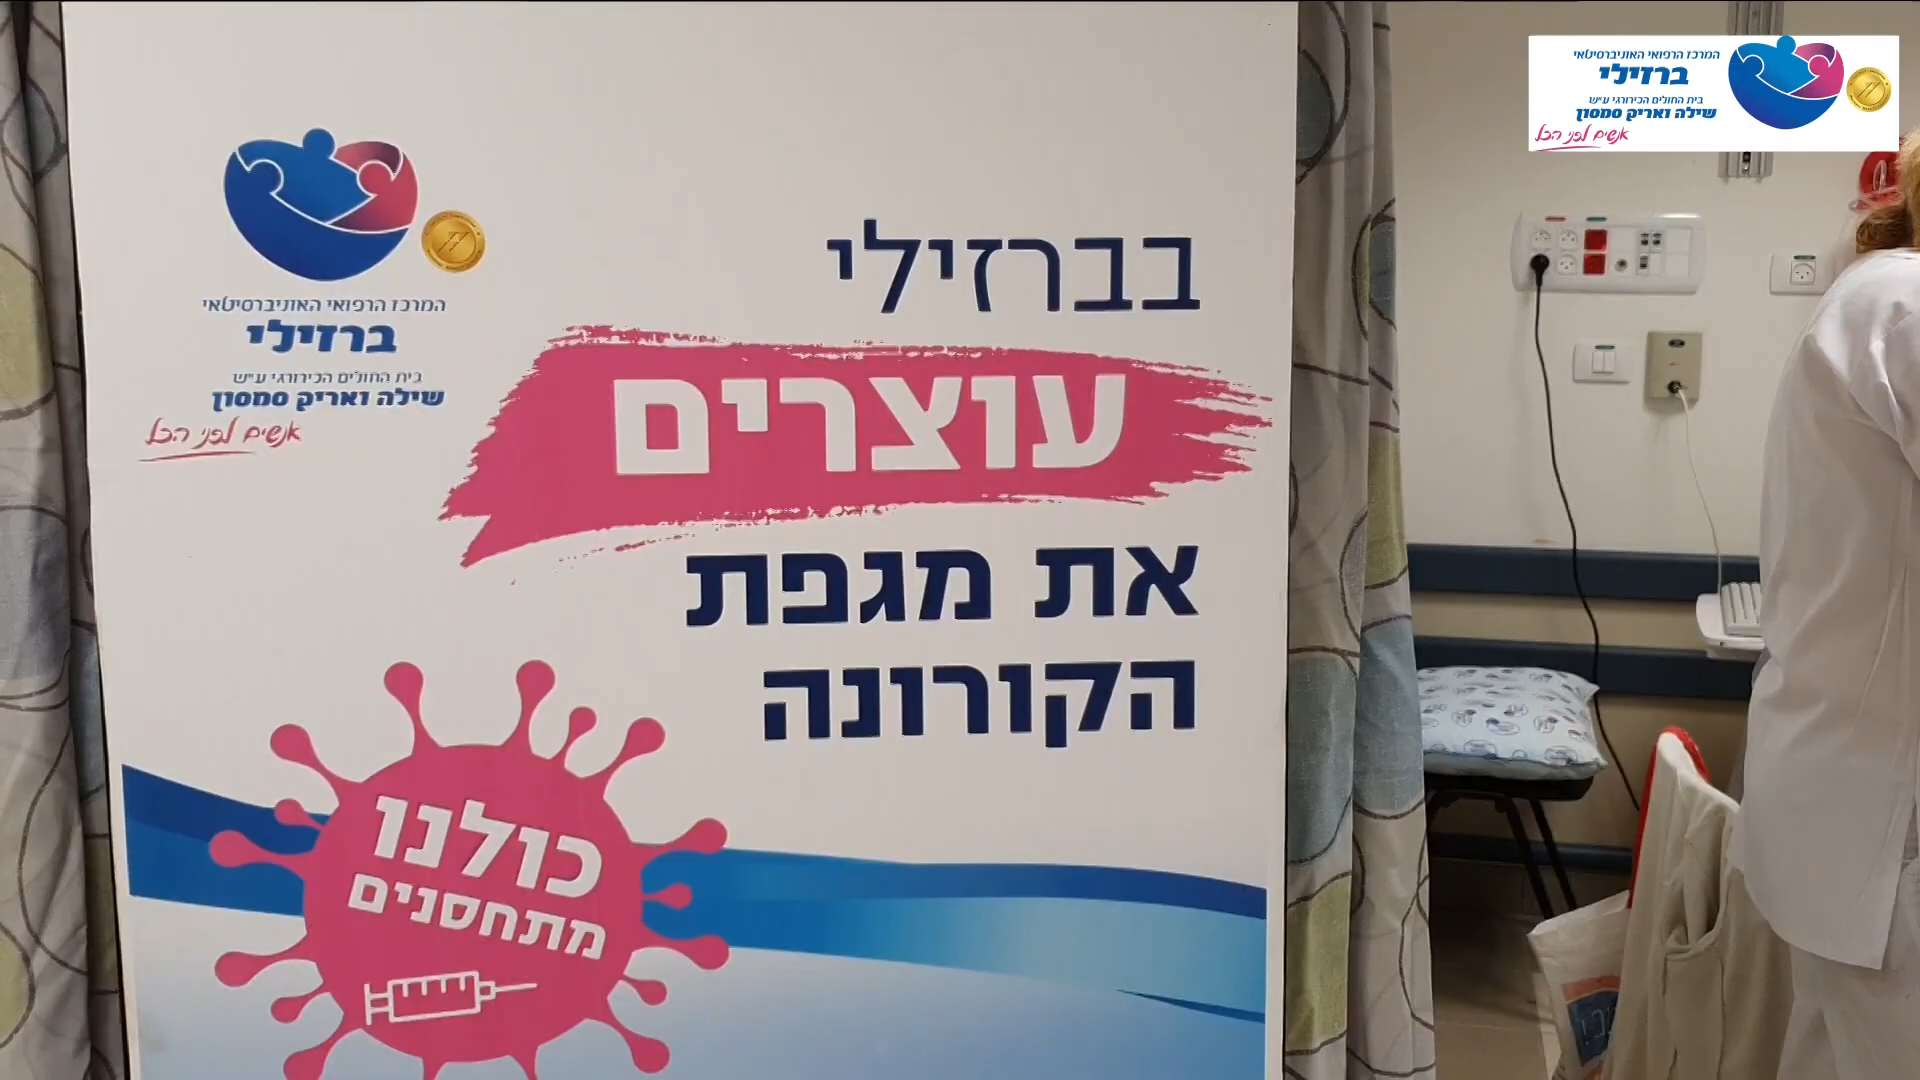 המרכז הרפואי האוניברסיטאי
ברזילי
בית החולים הכירורגי ע״ש
שילה ואריק סמסון
אנשים לפני הכל
המרכז הרפואי האוניברסיטאי
ברזילי
בית החולים הכירורגי ע״ש
שילה ואריק סמסון
אנשים לפני הכל
בברזילי
עוצרים
את מגפת
הקורונה
כולנו
מתחסנים